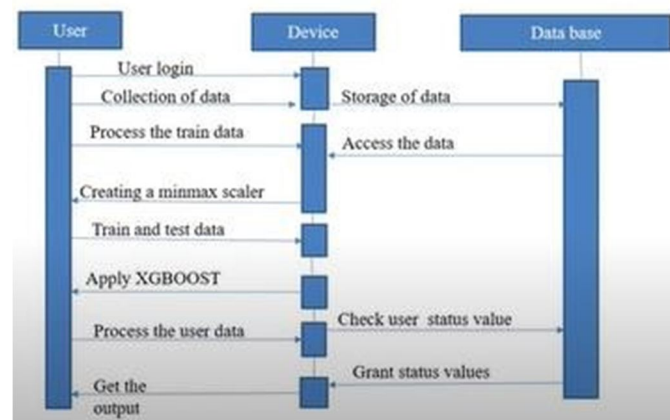 User Device Data base
User login
Collection of data Storage of data
Process the train data
Access the data
Creating a minmax scaler
Train and test data
Apply XGBOOST
Check user status value
Process the user data
Grant status values
Get the
output